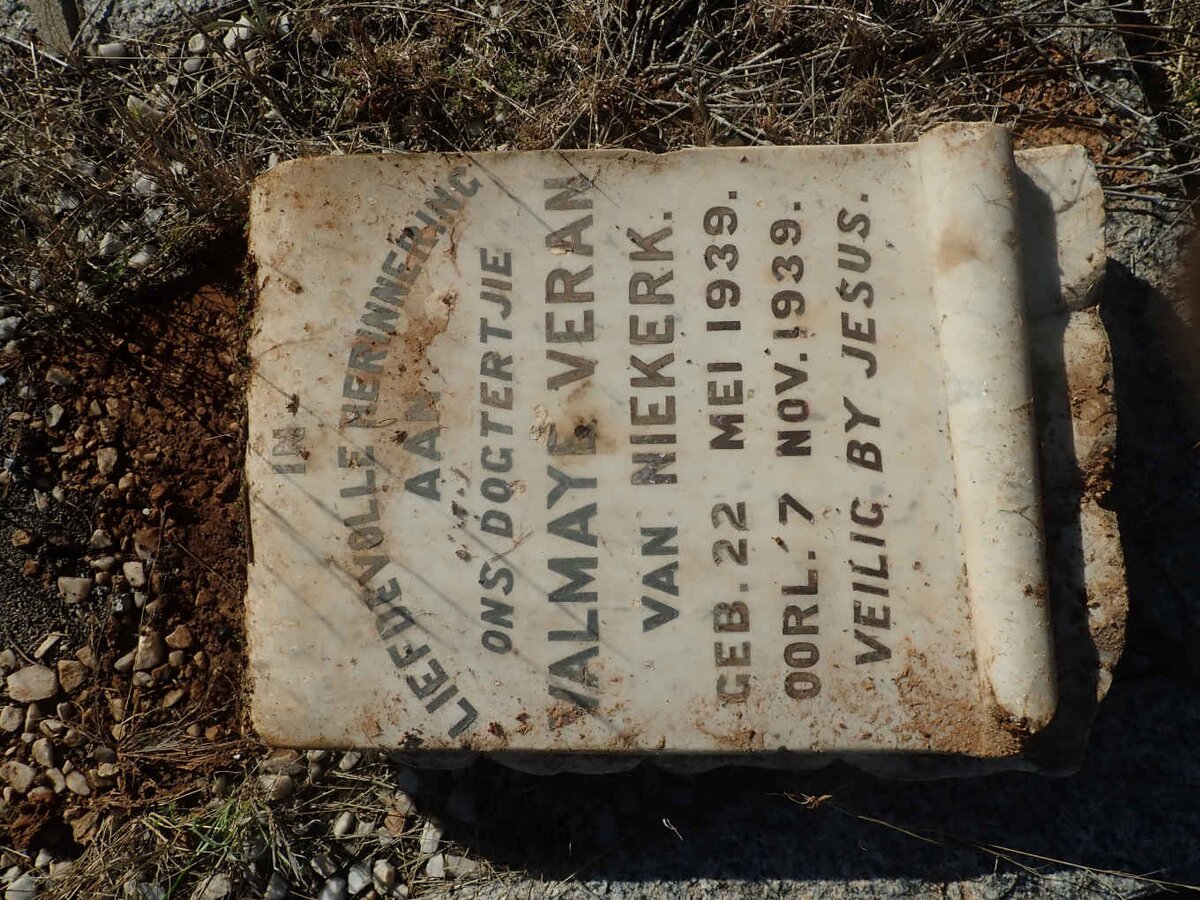 IN
LIEFDEVOLLE HERINNERING
AAN
ONS DOGTERTJIE
VALMAYE VERAN
VAN NIEKERK.
GEB. 22 MEI 1939.
OORL. 7 NOV. 1939.
VEILIG BY JESUS.